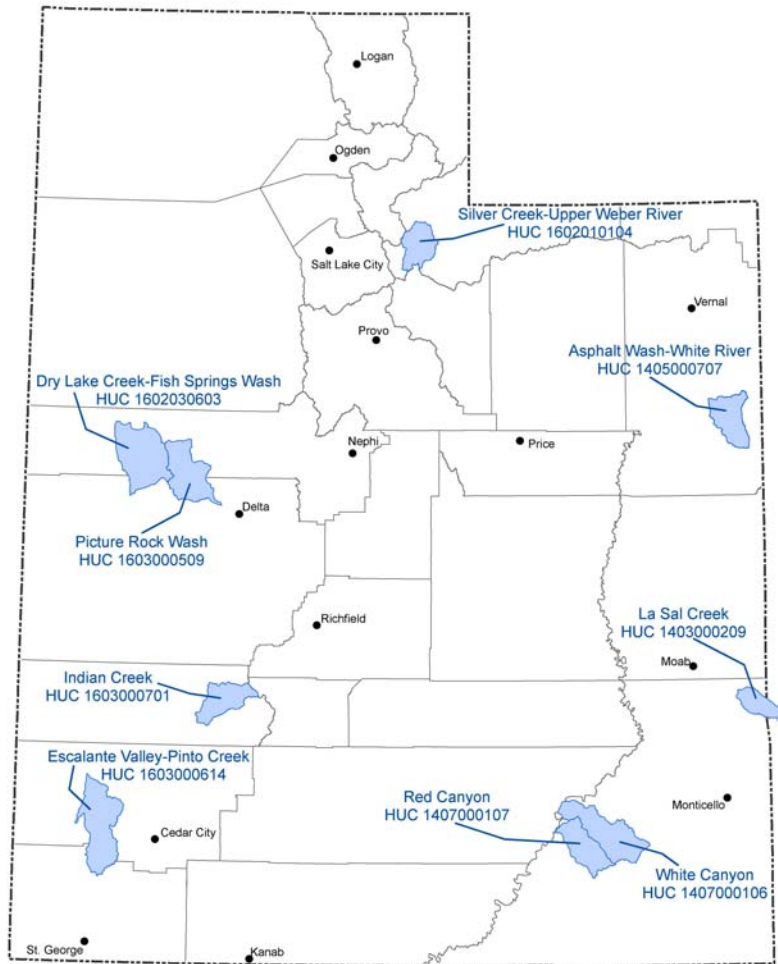 Logan
Ogden
Silver Creek-Upper Weber River
HUC 1602010104
Salt Lake City
Vernal
Provo
Asphalt Wash-White River
HUC 1405000707
Dry Lake Creek-Fish Springs Wash
HUC 1602030603
Nephi
Price
Delta
Picture Rock Wash
HUC 1603000509
Richfield
La Sal Creek
HUC 1403000209
Moab
Indian Creek
HUC 1603000701
Escalante Valley-Pinto Creek
HUC 1603000614
Red Canyon
HUC 1407000107
Monticello
Cedar City
White Canyon
HUC 1407000106
St. George
Kanab